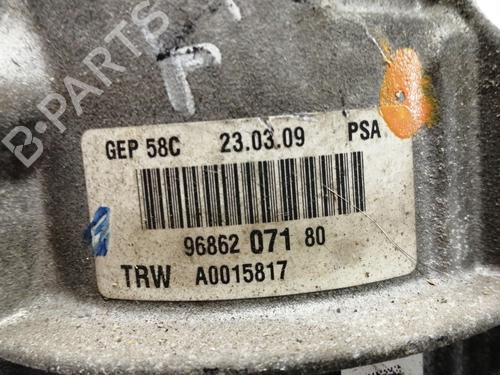 B-PARTS
GEP 58C 23.03.09 PSA
96862 071 80
TRW A0015817